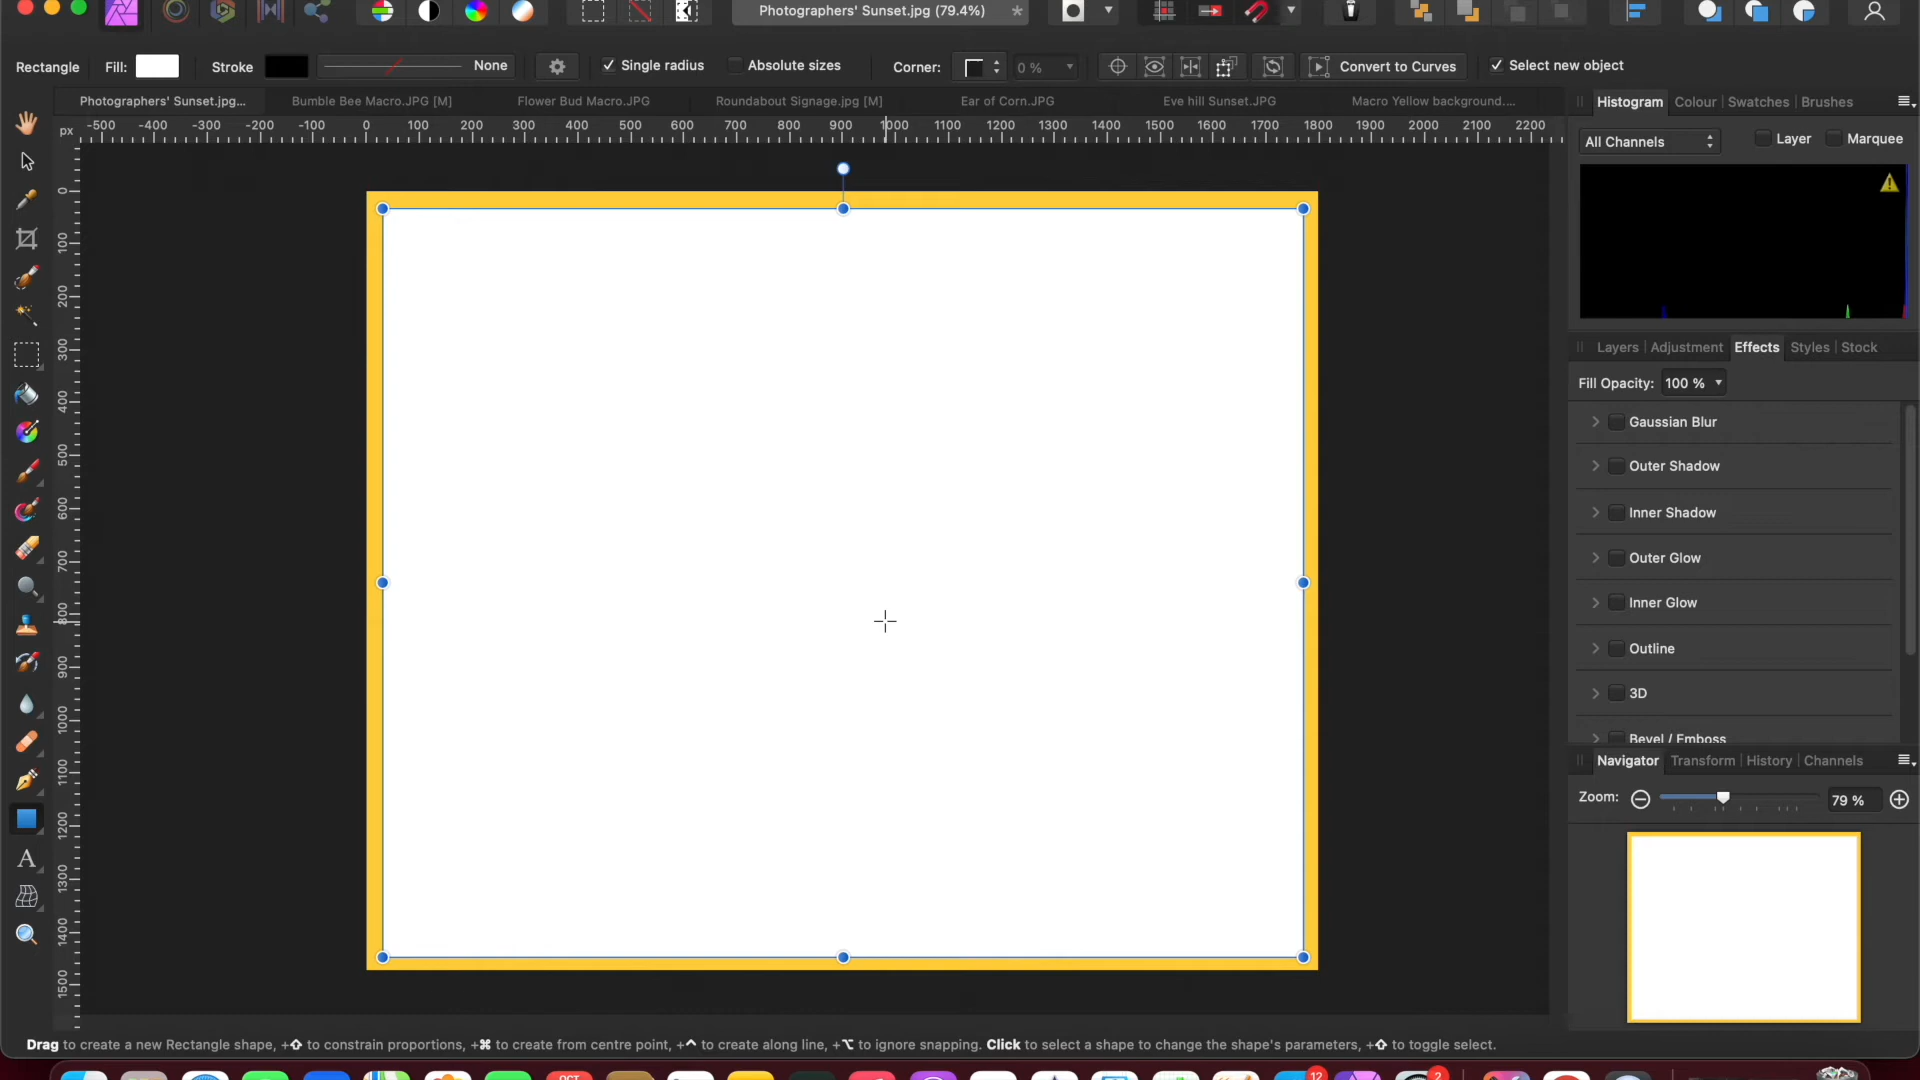 Photographers' Sunset.jpg (79.4%) *
Rectangle Fill: Stroke None Single radius Absolute sizes Corner: 0 % Convert to Curves Select new object
Photographers' Sunset.jpg... Bumble Bee Macro.JPG [M] Flower Bud Macro.JPG Roundabout Signage.jpg [M] Ear of Corn.JPG Eve hill Sunset.JPG Macro Yellow background....
px -500 -400 -300 -200 -100 0 100 200 300 400 500 600 700 800 900 1000 1100 1200 1300 1400 1500 1600 1700 1800 1900 2000 2100 2200
0
100
200
300
400
500
600
700
800
900
1000
1100
1200
1300
1400
1500
Histogram Colour Swatches Brushes
All Channels Layer Marquee
Layers Adjustment Effects Styles Stock
Fill Opacity: 100 %
Gaussian Blur
Outer Shadow
Inner Shadow
Outer Glow
Inner Glow
Outline
3D
Bevel / Emboss
Navigator Transform History Channels
Zoom: 79 %
Drag to create a new Rectangle shape, +⇧ to constrain proportions, +⌘ to create from centre point, +^ to create along line, +⌥ to ignore snapping. Click to select a shape to change the shape's parameters, +⇧ to toggle select.
OCT 12 2